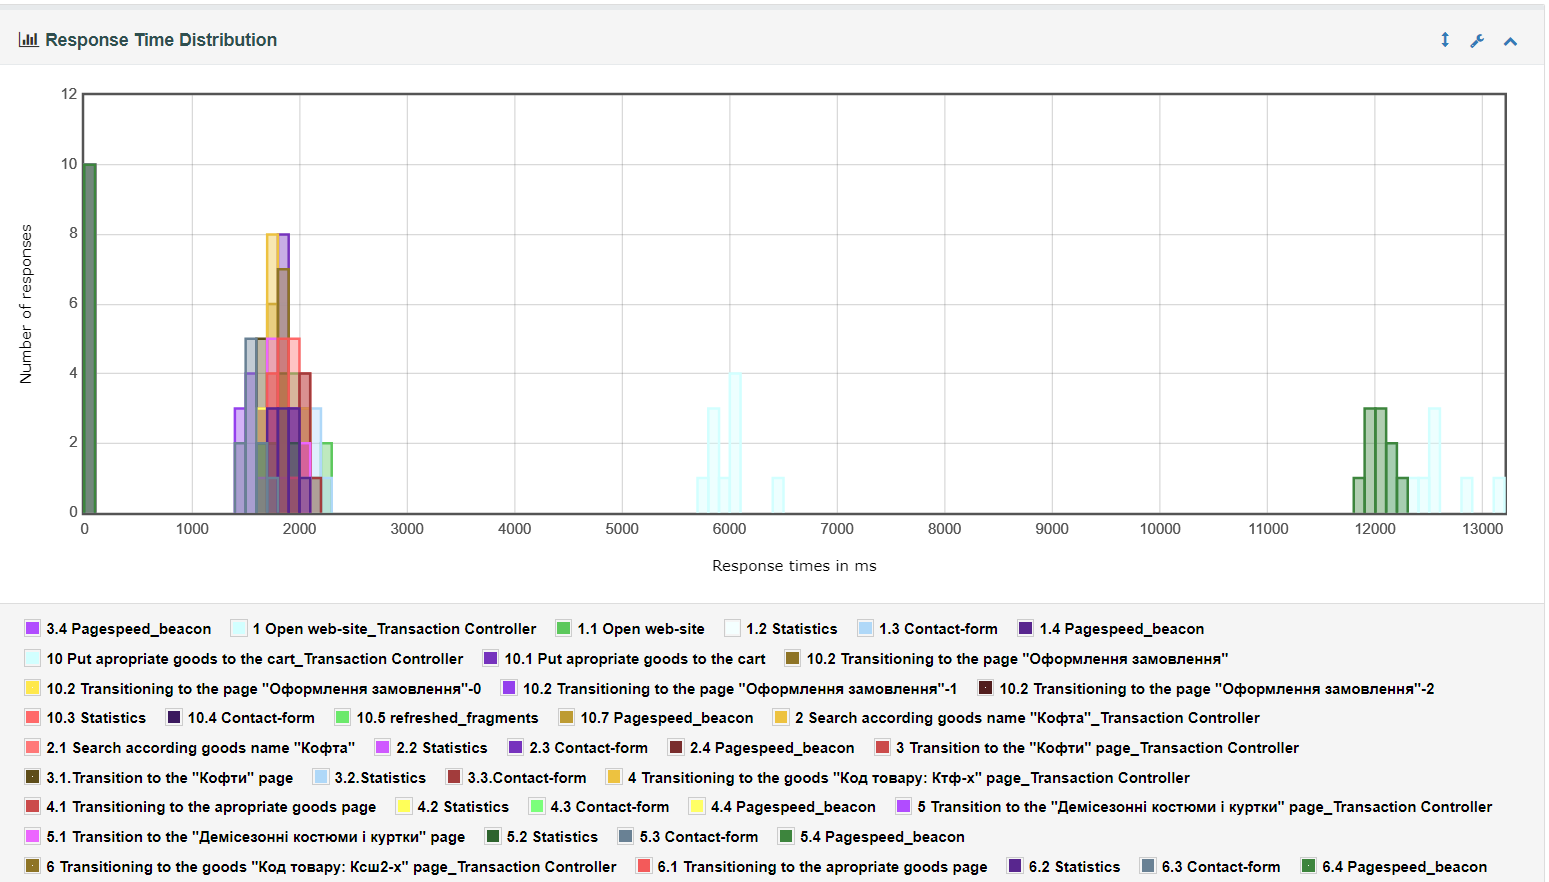 Response Time Distribution
12
10
8
6
4
2
0
Number of responses
0 1000 2000 3000 4000 5000 6000 7000 8000 9000 10000 11000 12000 13000
Response times in ms
3.4 Pagespeed_beacon 1 Open web-site_Transaction Controller 1.1 Open web-site 1.2 Statistics 1.3 Contact-form 1.4 Pagespeed_beacon
10 Put apropriate goods to the cart_Transaction Controller 10.1 Put apropriate goods to the cart 10.2 Transitioning to the page "Оформлення замовлення"
10.2 Transitioning to the page "Оформлення замовлення"-0 10.2 Transitioning to the page "Оформлення замовлення"-1 10.2 Transitioning to the page "Оформлення замовлення"-2
10.3 Statistics 10.4 Contact-form 10.5 refreshed_fragments 10.7 Pagespeed_beacon 2 Search according goods name "Кофта"_Transaction Controller
2.1 Search according goods name "Кофта" 2.2 Statistics 2.3 Contact-form 2.4 Pagespeed_beacon 3 Transition to the "Кофти" page_Transaction Controller
3.1.Transition to the "Кофти" page 3.2.Statistics 3.3.Contact-form 4 Transitioning to the goods "Код товару: Ктф-х" page_Transaction Controller
4.1 Transitioning to the apropriate goods page 4.2 Statistics 4.3 Contact-form 4.4 Pagespeed_beacon 5 Transition to the "Демісезонні костюми і куртки" page_Transaction Controller
5.1 Transition to the "Демісезонні костюми і куртки" page 5.2 Statistics 5.3 Contact-form 5.4 Pagespeed_beacon
6 Transitioning to the goods "Код товару: Ксш2-х" page_Transaction Controller 6.1 Transitioning to the apropriate goods page 6.2 Statistics 6.3 Contact-form 6.4 Pagespeed_beacon